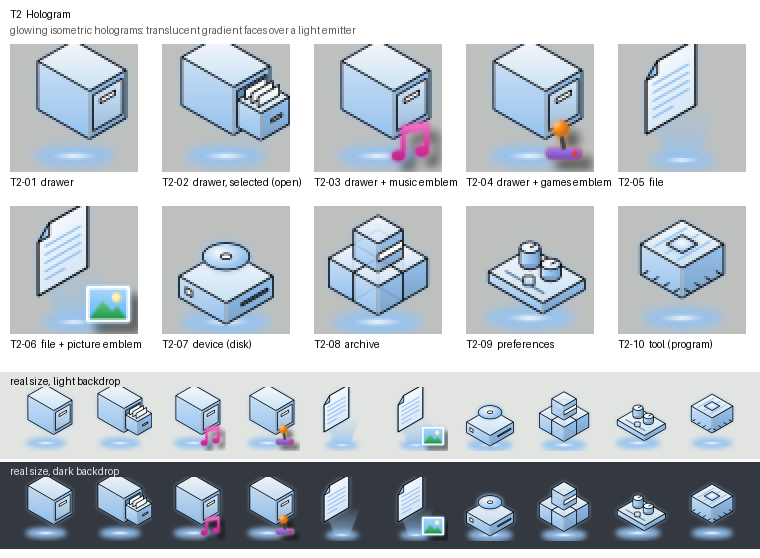 T2 Hologram
glowing isometric holograms: translucent gradient faces over a light emitter
T2-01 drawer
T2-02 drawer, selected (open)
T2-03 drawer + music emblem
T2-04 drawer + games emblem
T2-05 file
T2-06 file + picture emblem
T2-07 device (disk)
T2-08 archive
T2-09 preferences
T2-10 tool (program)
real size, light backdrop
real size, dark backdrop